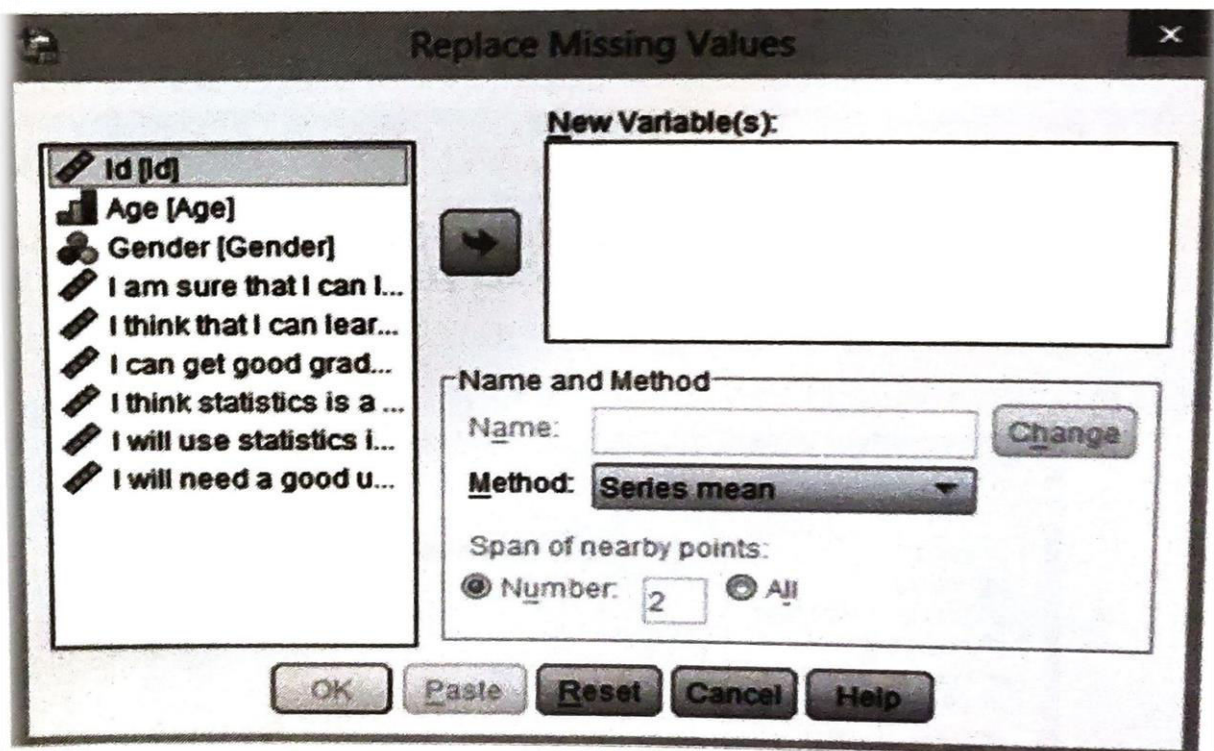 Replace Missing Values
Id [Id]
Age [Age]
Gender [Gender]
I am sure that I can l...
I think that I can lear...
I can get good grad...
I think statistics is a ...
I will use statistics i...
I will need a good u...
New Variable(s):
Name and Method
Name:
Change
Method: Series mean
Span of nearby points:
Number: 2 All
OK Paste Reset Cancel Help